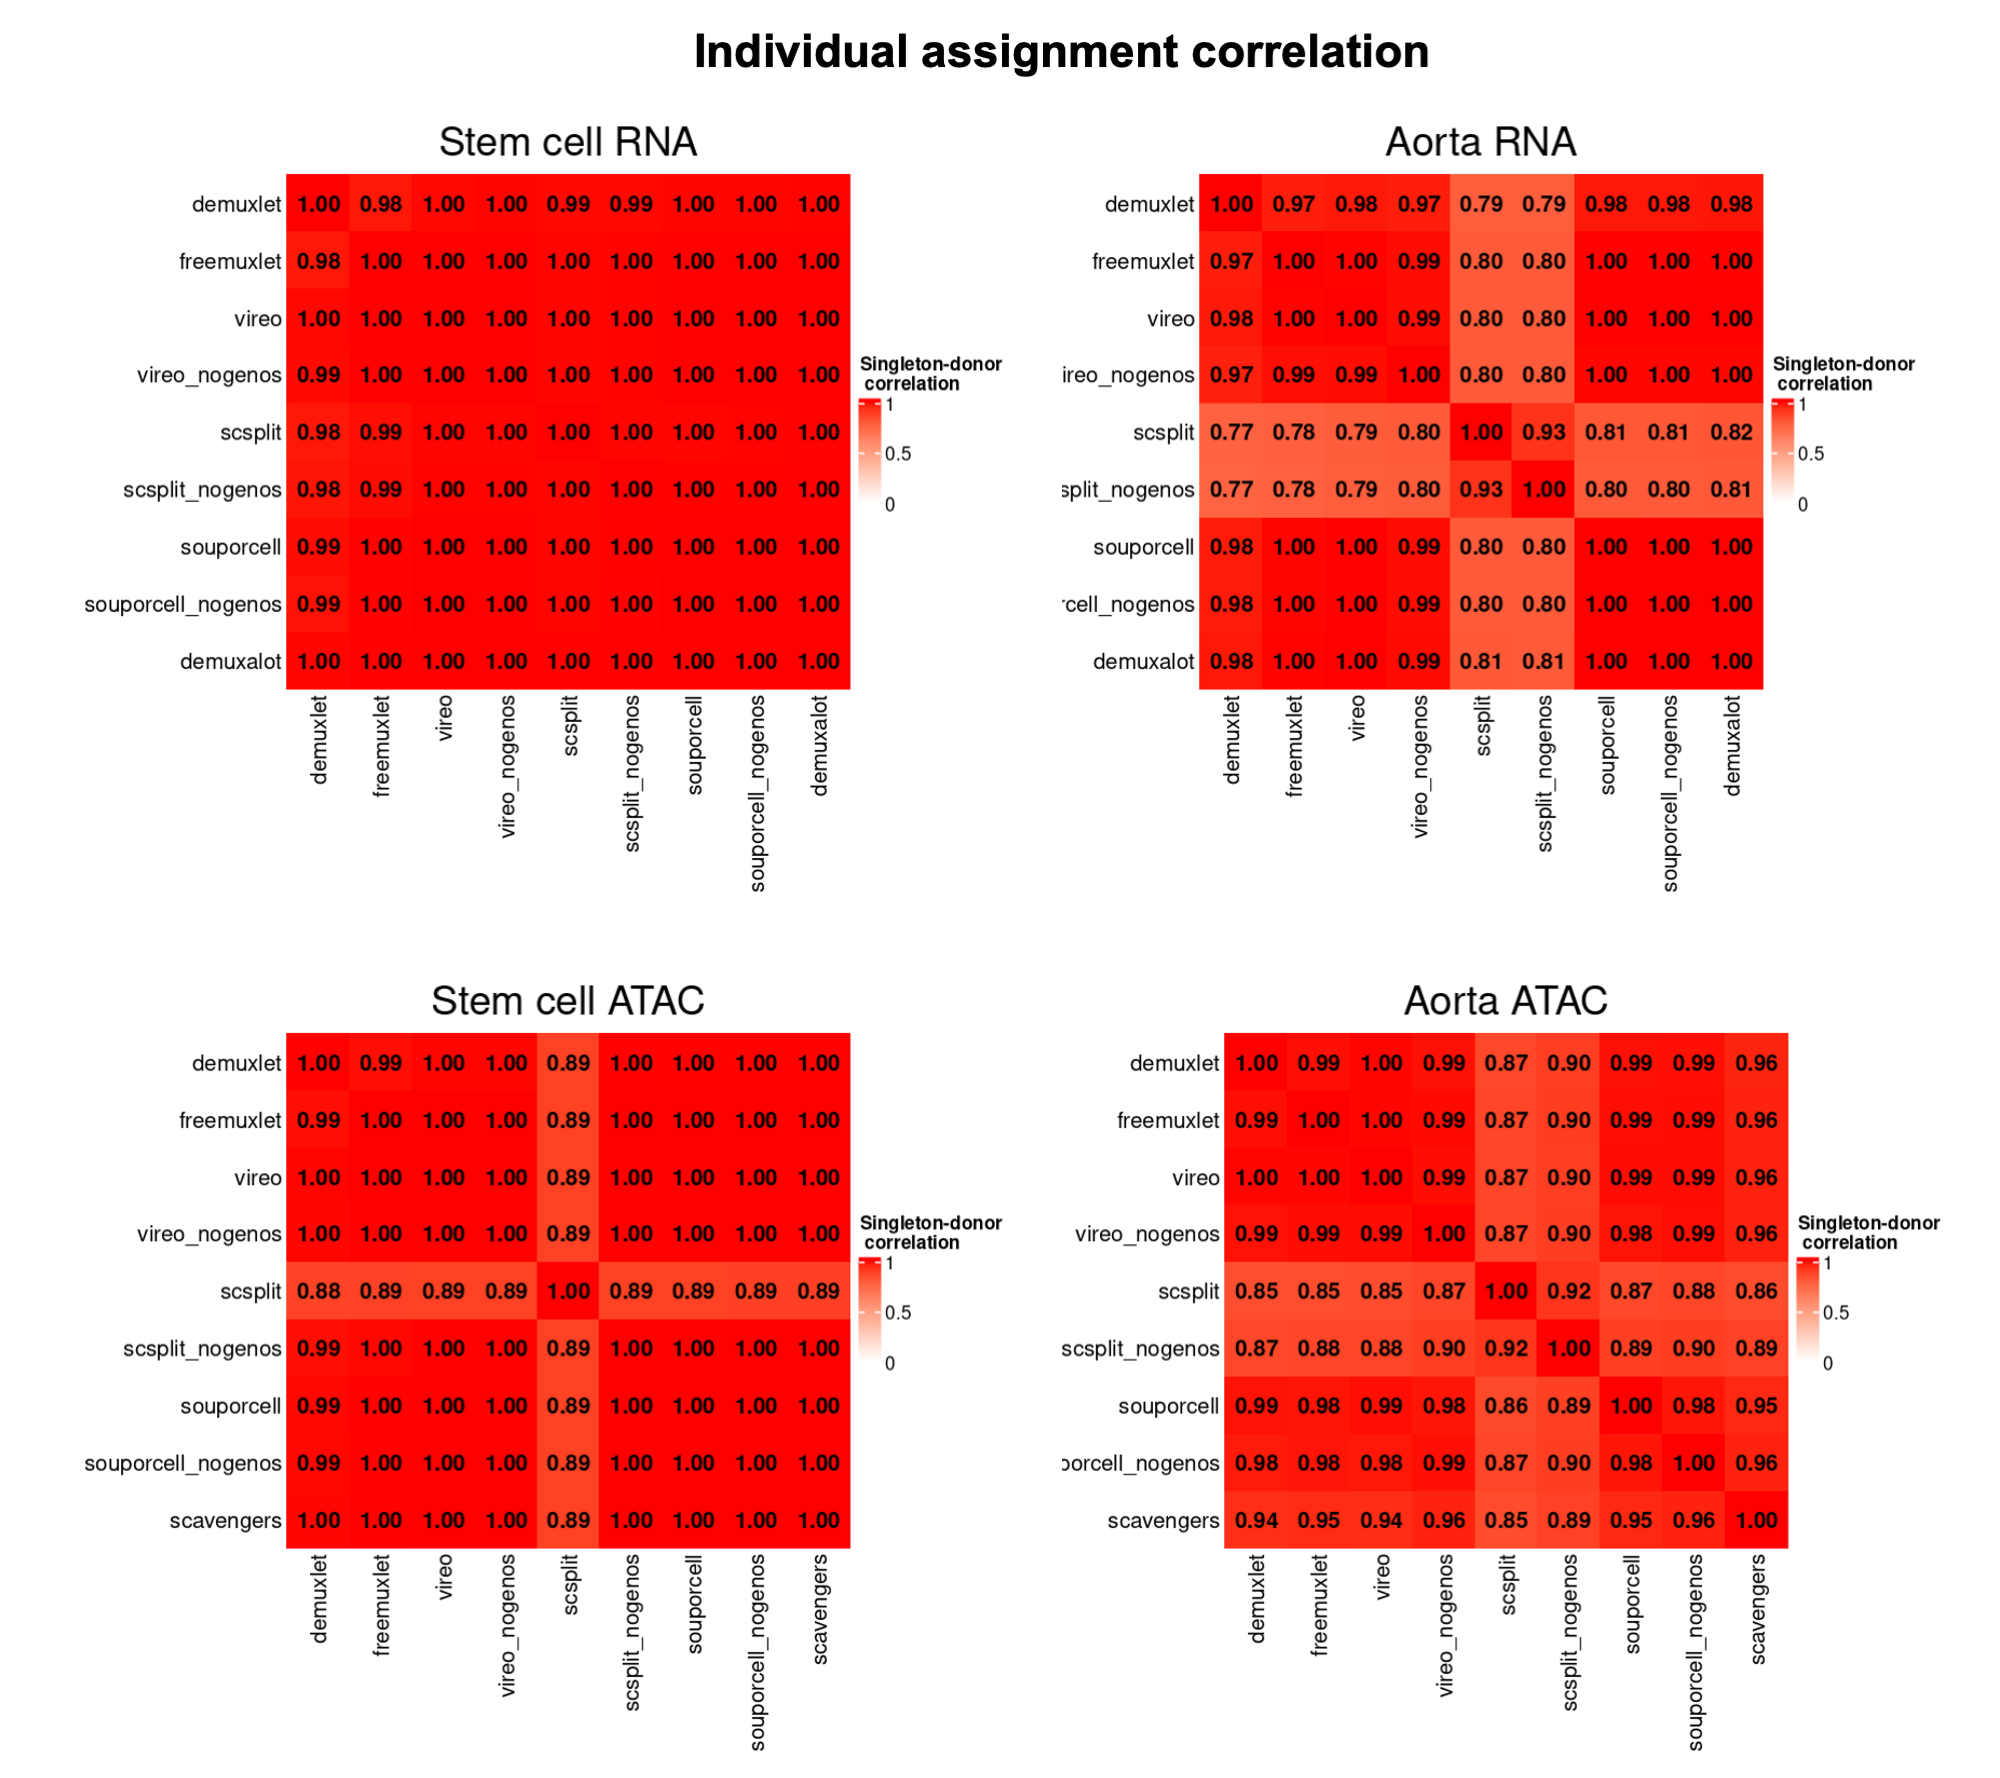 Individual assignment correlation
Stem cell RNA
demuxlet 1.00 0.98 1.00 1.00 0.99 0.99 1.00 1.00 1.00
freemuxlet 0.98 1.00 1.00 1.00 1.00 1.00 1.00 1.00 1.00
vireo 1.00 1.00 1.00 1.00 1.00 1.00 1.00 1.00 1.00
vireo_nogenos 0.99 1.00 1.00 1.00 1.00 1.00 1.00 1.00 1.00
scsplit 0.98 0.99 1.00 1.00 1.00 1.00 1.00 1.00 1.00
scsplit_nogenos 0.98 0.99 1.00 1.00 1.00 1.00 1.00 1.00 1.00
souporcell 0.99 1.00 1.00 1.00 1.00 1.00 1.00 1.00 1.00
souporcell_nogenos 0.99 1.00 1.00 1.00 1.00 1.00 1.00 1.00 1.00
demuxalot 1.00 1.00 1.00 1.00 1.00 1.00 1.00 1.00 1.00
demuxlet
freemuxlet
vireo
vireo_nogenos
scsplit
scsplit_nogenos
souporcell
souporcell_nogenos
demuxalot
Singleton-donor
correlation
1
0.5
0
Aorta RNA
demuxlet 1.00 0.97 0.98 0.97 0.79 0.79 0.98 0.98 0.98
freemuxlet 0.97 1.00 1.00 0.99 0.80 0.80 1.00 1.00 1.00
vireo 0.98 1.00 1.00 0.99 0.80 0.80 1.00 1.00 1.00
ireo_nogenos 0.97 0.99 0.99 1.00 0.80 0.80 1.00 1.00 1.00
scsplit 0.77 0.78 0.79 0.80 1.00 0.93 0.81 0.81 0.82
split_nogenos 0.77 0.78 0.79 0.80 0.93 1.00 0.80 0.80 0.81
souporcell 0.98 1.00 1.00 0.99 0.80 0.80 1.00 1.00 1.00
rcell_nogenos 0.98 1.00 1.00 0.99 0.80 0.80 1.00 1.00 1.00
demuxalot 0.98 1.00 1.00 0.99 0.81 0.81 1.00 1.00 1.00
demuxlet
freemuxlet
vireo
vireo_nogenos
scsplit
scsplit_nogenos
souporcell
souporcell_nogenos
demuxalot
Singleton-donor
correlation
1
0.5
0
Stem cell ATAC
demuxlet 1.00 0.99 1.00 1.00 0.89 1.00 1.00 1.00 1.00
freemuxlet 0.99 1.00 1.00 1.00 0.89 1.00 1.00 1.00 1.00
vireo 1.00 1.00 1.00 1.00 0.89 1.00 1.00 1.00 1.00
vireo_nogenos 1.00 1.00 1.00 1.00 0.89 1.00 1.00 1.00 1.00
scsplit 0.88 0.89 0.89 0.89 1.00 0.89 0.89 0.89 0.89
scsplit_nogenos 0.99 1.00 1.00 1.00 0.89 1.00 1.00 1.00 1.00
souporcell 0.99 1.00 1.00 1.00 0.89 1.00 1.00 1.00 1.00
souporcell_nogenos 0.99 1.00 1.00 1.00 0.89 1.00 1.00 1.00 1.00
scavengers 1.00 1.00 1.00 1.00 0.89 1.00 1.00 1.00 1.00
demuxlet
freemuxlet
vireo
vireo_nogenos
scsplit
scsplit_nogenos
souporcell
souporcell_nogenos
scavengers
Singleton-donor
correlation
1
0.5
0
Aorta ATAC
demuxlet 1.00 0.99 1.00 0.99 0.87 0.90 0.99 0.99 0.96
freemuxlet 0.99 1.00 1.00 0.99 0.87 0.90 0.99 0.99 0.96
vireo 1.00 1.00 1.00 0.99 0.87 0.90 0.99 0.99 0.96
vireo_nogenos 0.99 0.99 0.99 1.00 0.87 0.90 0.98 0.99 0.96
scsplit 0.85 0.85 0.85 0.87 1.00 0.92 0.87 0.88 0.86
scsplit_nogenos 0.87 0.88 0.88 0.90 0.92 1.00 0.89 0.90 0.89
souporcell 0.99 0.98 0.99 0.98 0.86 0.89 1.00 0.98 0.95
porcell_nogenos 0.98 0.98 0.98 0.99 0.87 0.90 0.98 1.00 0.96
scavengers 0.94 0.95 0.94 0.96 0.85 0.89 0.95 0.96 1.00
demuxlet
freemuxlet
vireo
vireo_nogenos
scsplit
scsplit_nogenos
souporcell
souporcell_nogenos
scavengers
Singleton-donor
correlation
1
0.5
0